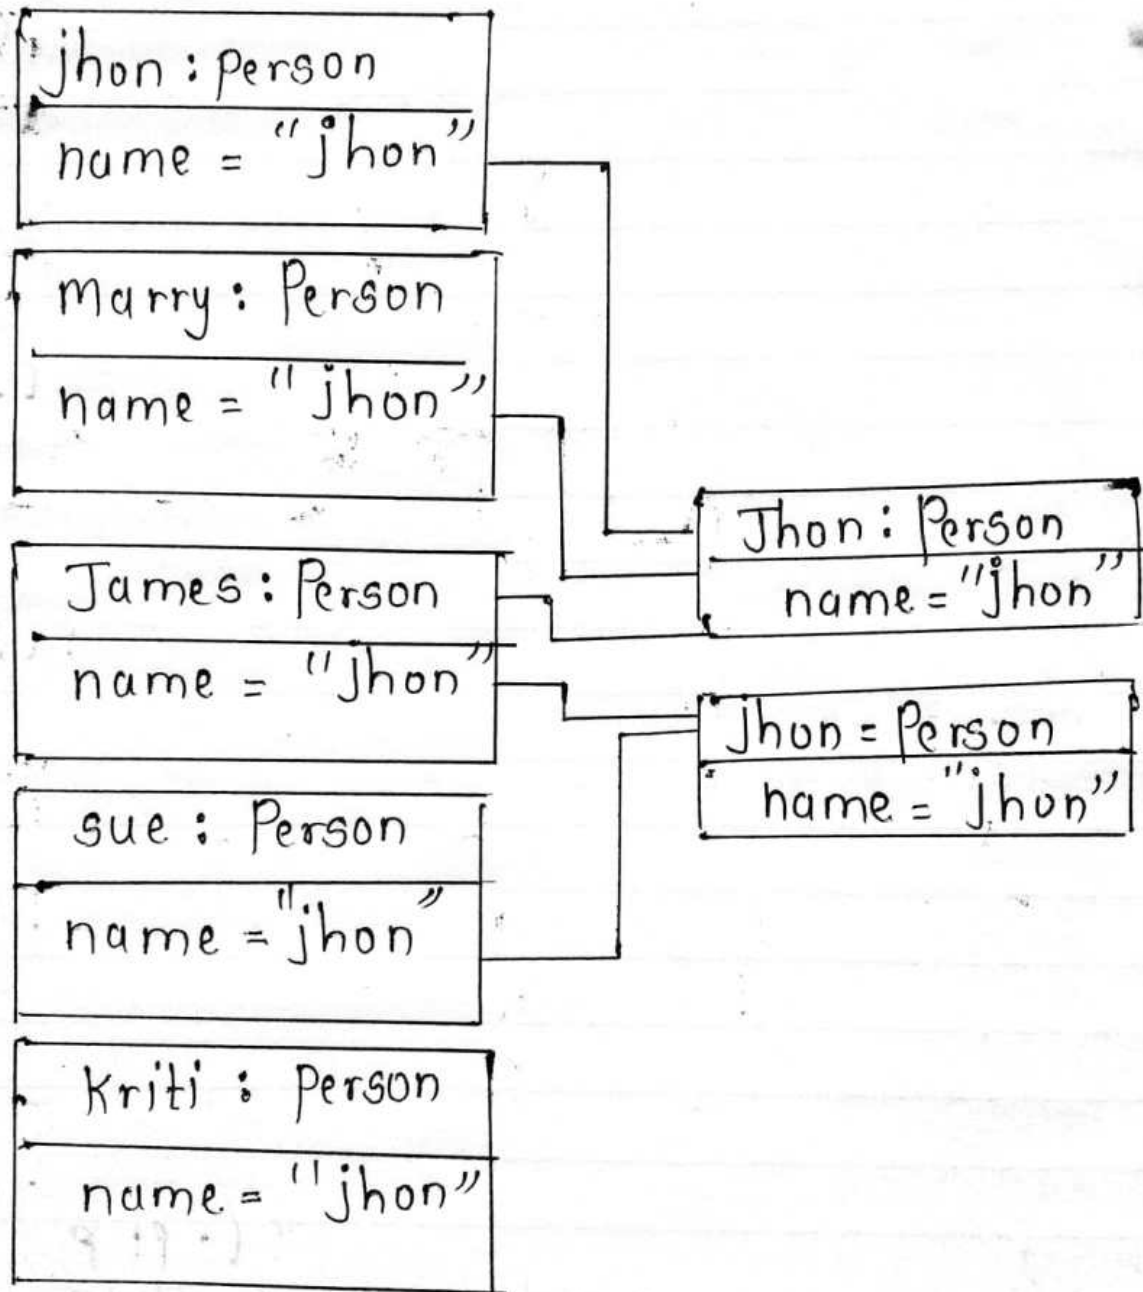 jhon : Person
name = "jhon"
Marry : Person
name = "jhon"
James : Person
name = "jhon"
sue : Person
name = "jhon"
Kriti : Person
name = "jhon"
Jhon : Person
name = "jhon"
jhon = Person
name = "jhon"